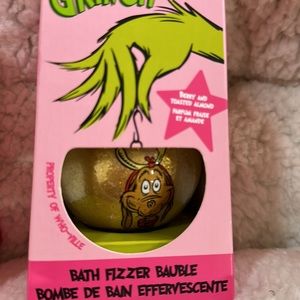 GRINCH
BERRY AND
TOASTED ALMOND
PARFUM FRAISE
ET AMANDE
PROPERTY OF WHO-VILLE
BATH FIZZER BAUBLE
BOMBE DE BAIN EFFERVESCENTE